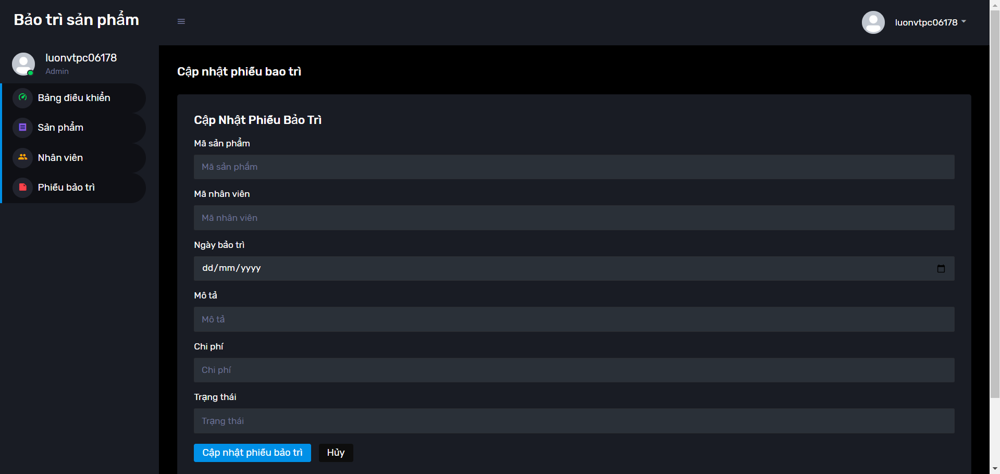 Bảo trì sản phẩm
luonvtpc06178
luonvtpc06178
Admin
Bảng điều khiển
Sản phẩm
Nhân viên
Phiếu bảo trì
Cập nhật phiếu bao trì
Cập Nhật Phiếu Bảo Trì
Mã sản phẩm
Mã sản phẩm
Mã nhân viên
Mã nhân viên
Ngày bảo trì
dd/mm/yyyy
Mô tả
Mô tả
Chi phí
Chi phí
Trạng thái
Trạng thái
Cập nhật phiếu bảo trì
Hủy